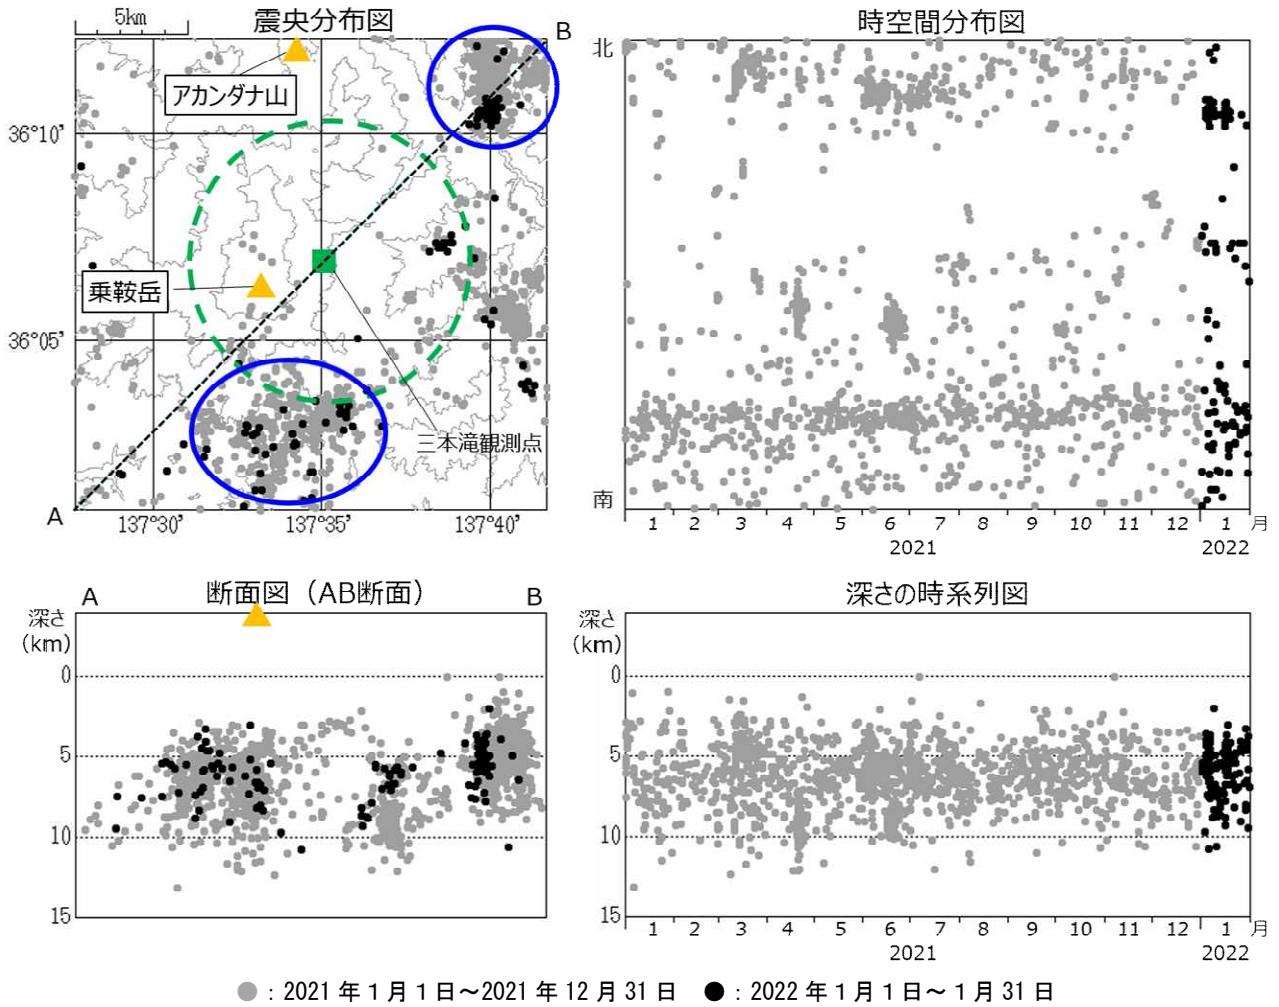 5km
震央分布図
B
アカンダナ山
36°10′
乗鞍岳
36°05′
三本滝観測点
A
137°30′
137°35′
137°40′
時空間分布図
北
南
1 2 3 4 5 6 7 8 9 10 11 12 1 月
2021 2022
A
断面図(AB断面)
B
深さ
(km)
0
5
10
15
深さの時系列図
深さ
(km)
0
5
10
15
1 2 3 4 5 6 7 8 9 10 11 12 1 月
2021 2022
●:2021年1月1日~2021年12月31日 ●:2022年1月1日~1月31日